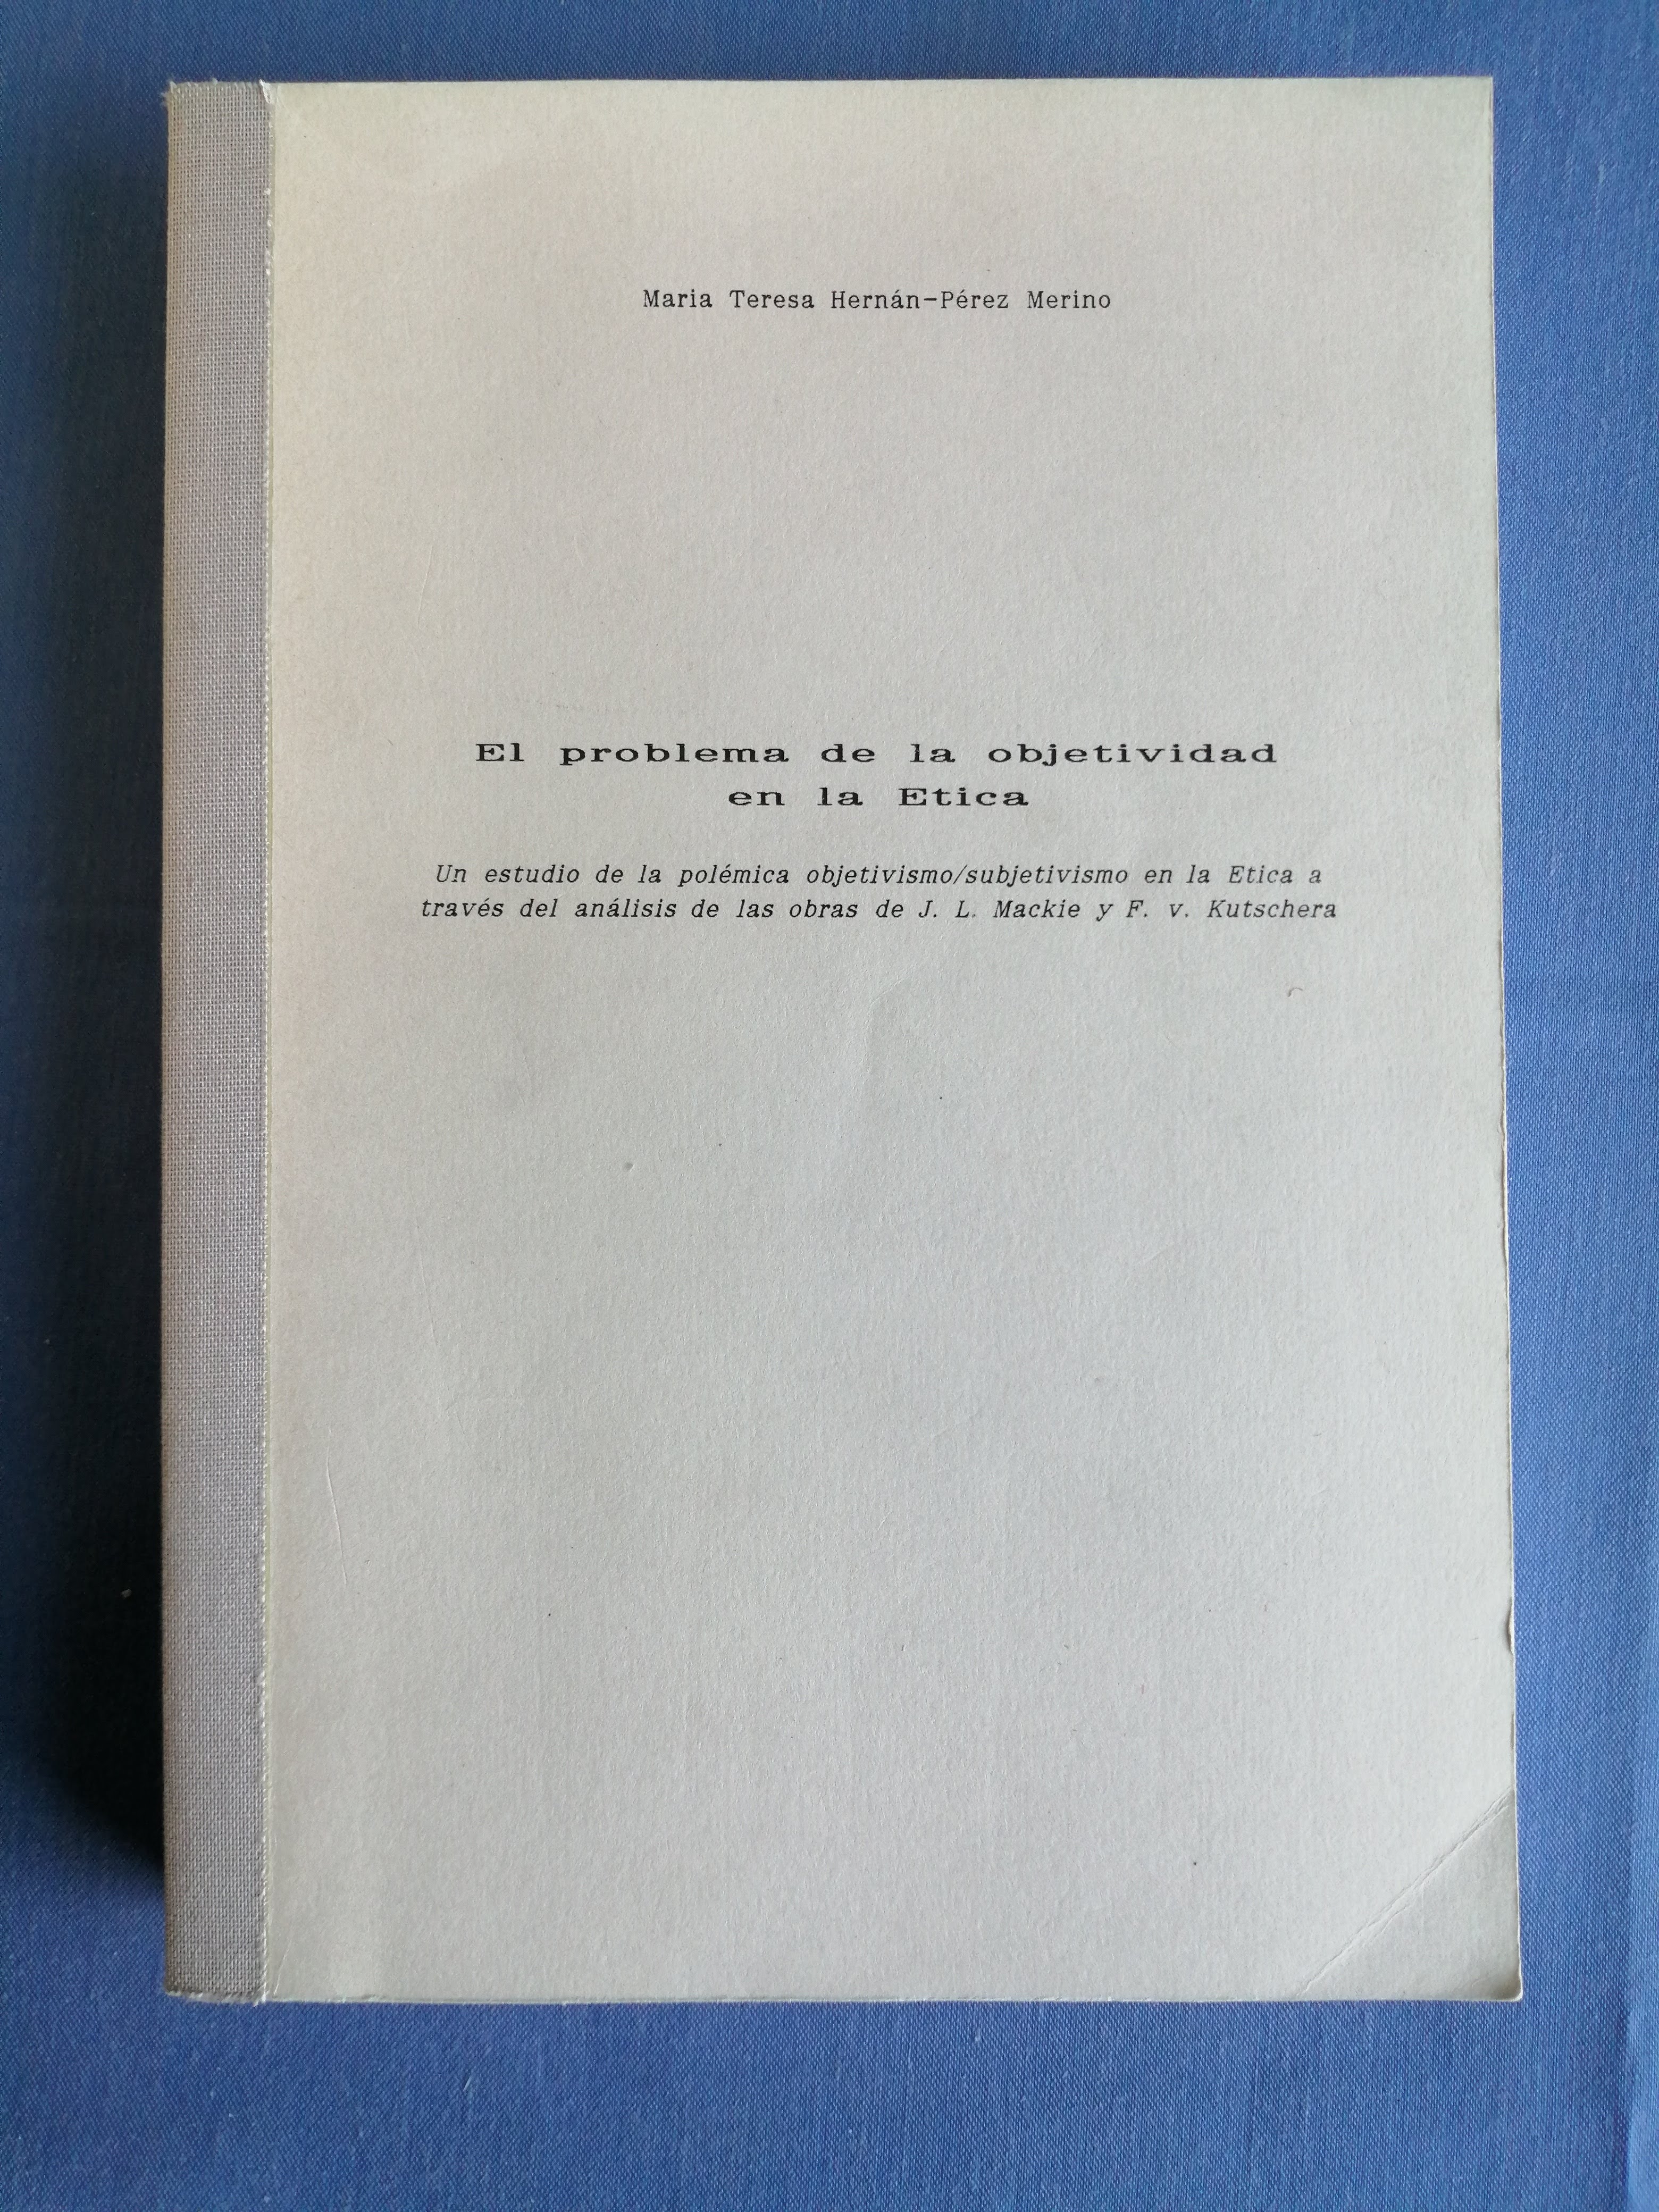 Maria Teresa Hernán-Pérez Merino
El problema de la objetividad
en la Etica
Un estudio de la polémica objetivismo/subjetivismo en la Etica a
través del análisis de las obras de J. L. Mackie y F. v. Kutschera